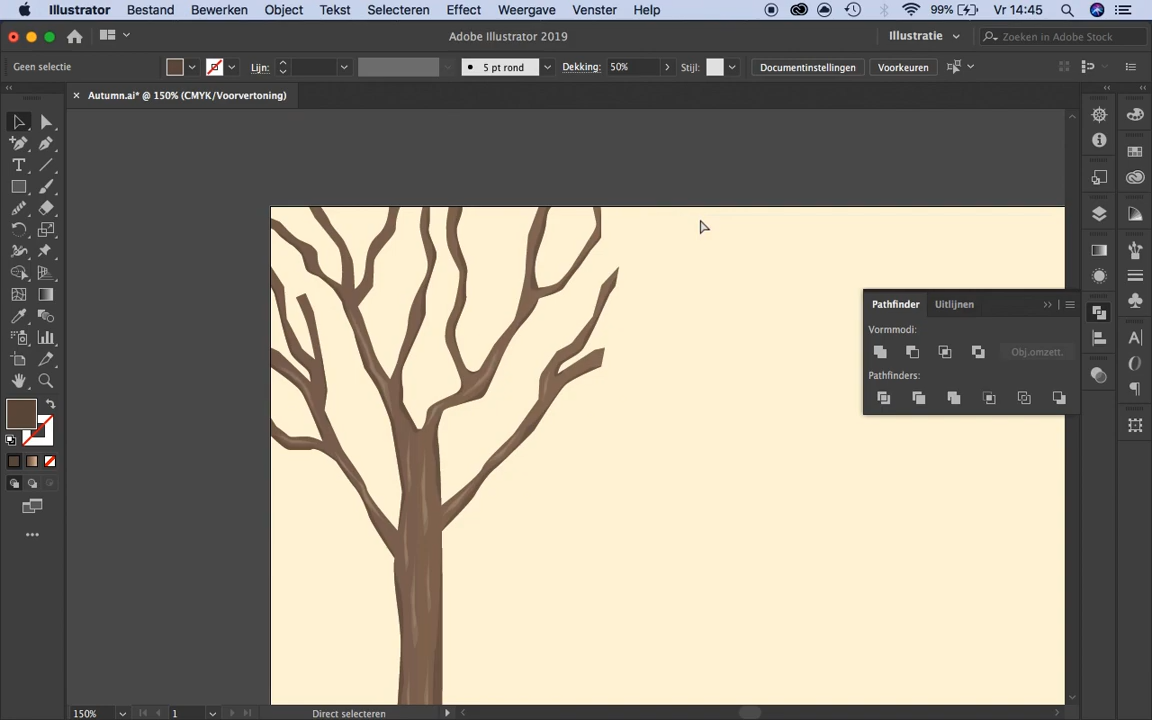 Illustrator Bestand Bewerken Object Tekst Selecteren Effect Weergave Venster Help 99% Vr 14:45
Adobe Illustrator 2019 Illustratie Zoeken in Adobe Stock
Geen selectie Lijn: 5 pt rond Dekking: 50% Stijl: Documentinstellingen Voorkeuren
Autumn.ai* @ 150% (CMYK/Voorvertoning)
Pathfinder Uitlijnen
Vormmodi:
Obj.omzett.
Pathfinders:
150% 1 Direct selecteren